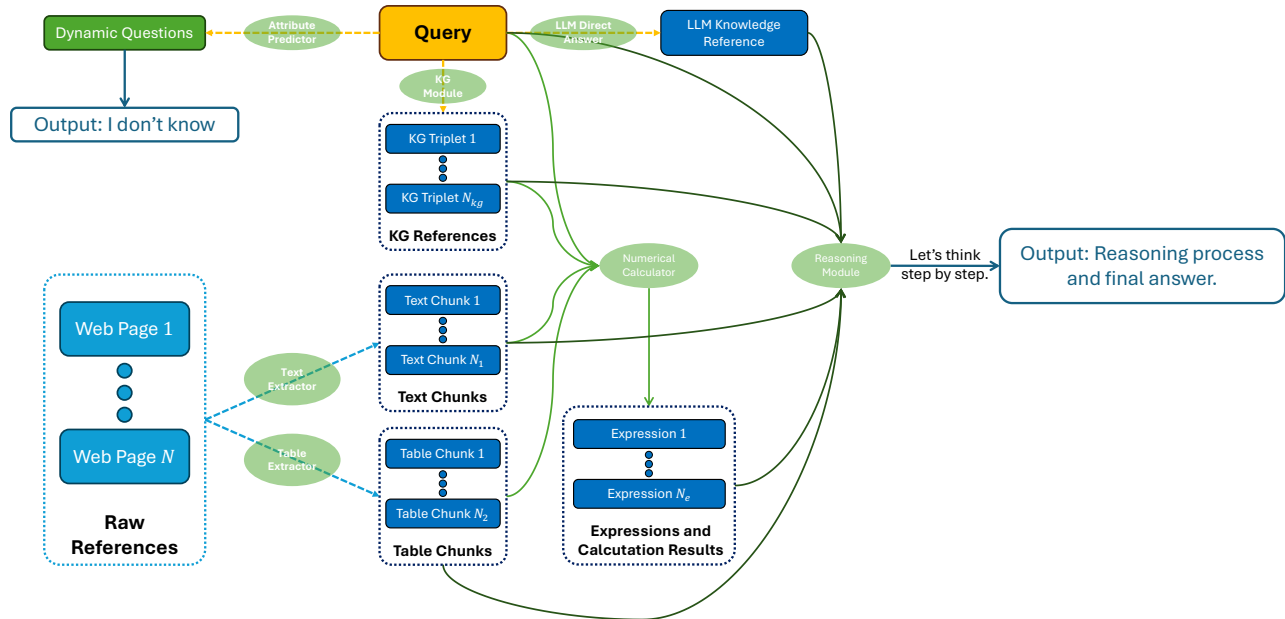 Dynamic Questions
Attribute
Predictor
Query
LLM Direct
Answer
LLM Knowledge
Reference
KG
Module
Output: I don't know
KG Triplet 1
KG Triplet N_{kg}
KG References
Numerical
Calculator
Reasoning
Module
Let's think
step by step.
Output: Reasoning process
and final answer.
Web Page 1
Web Page N
Raw
References
Text
Extractor
Table
Extractor
Text Chunk 1
Text Chunk N_1
Text Chunks
Table Chunk 1
Table Chunk N_2
Table Chunks
Expression 1
Expression N_e
Expressions and
Calcutation Results